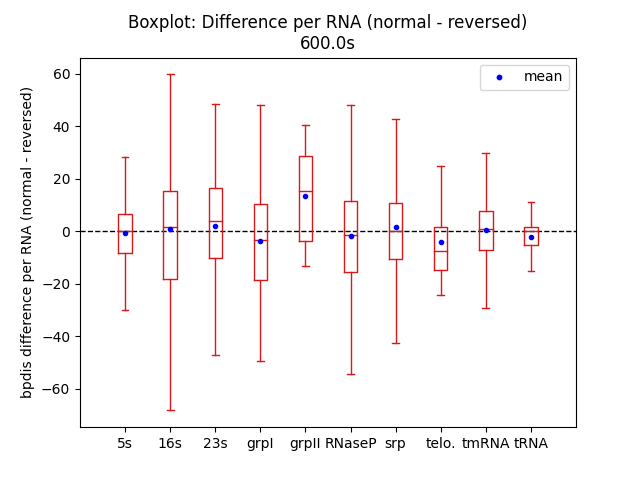 Boxplot: Difference per RNA (normal - reversed)
600.0s
mean
bpdis difference per RNA (normal - reversed)
60
40
20
0
−20
−40
−60
5s 16s 23s grpI grpII RNaseP srp telo. tmRNA tRNA